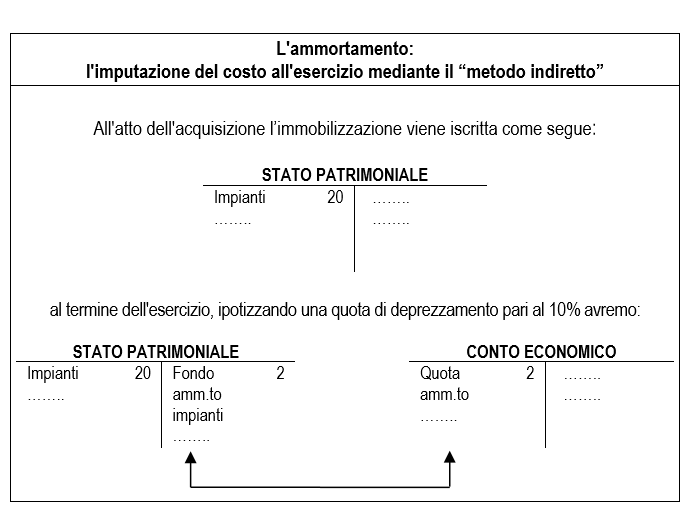 L'ammortamento:
l'imputazione del costo all'esercizio mediante il “metodo indiretto”
All'atto dell'acquisizione l’immobilizzazione viene iscritta come segue:
STATO PATRIMONIALE
Impianti 20 ……..
…….. ……..
al termine dell'esercizio, ipotizzando una quota di deprezzamento pari al 10% avremo:
STATO PATRIMONIALE
Impianti 20 Fondo 2
…….. amm.to
impianti
……..
CONTO ECONOMICO
Quota 2 ……..
amm.to ……..
……..